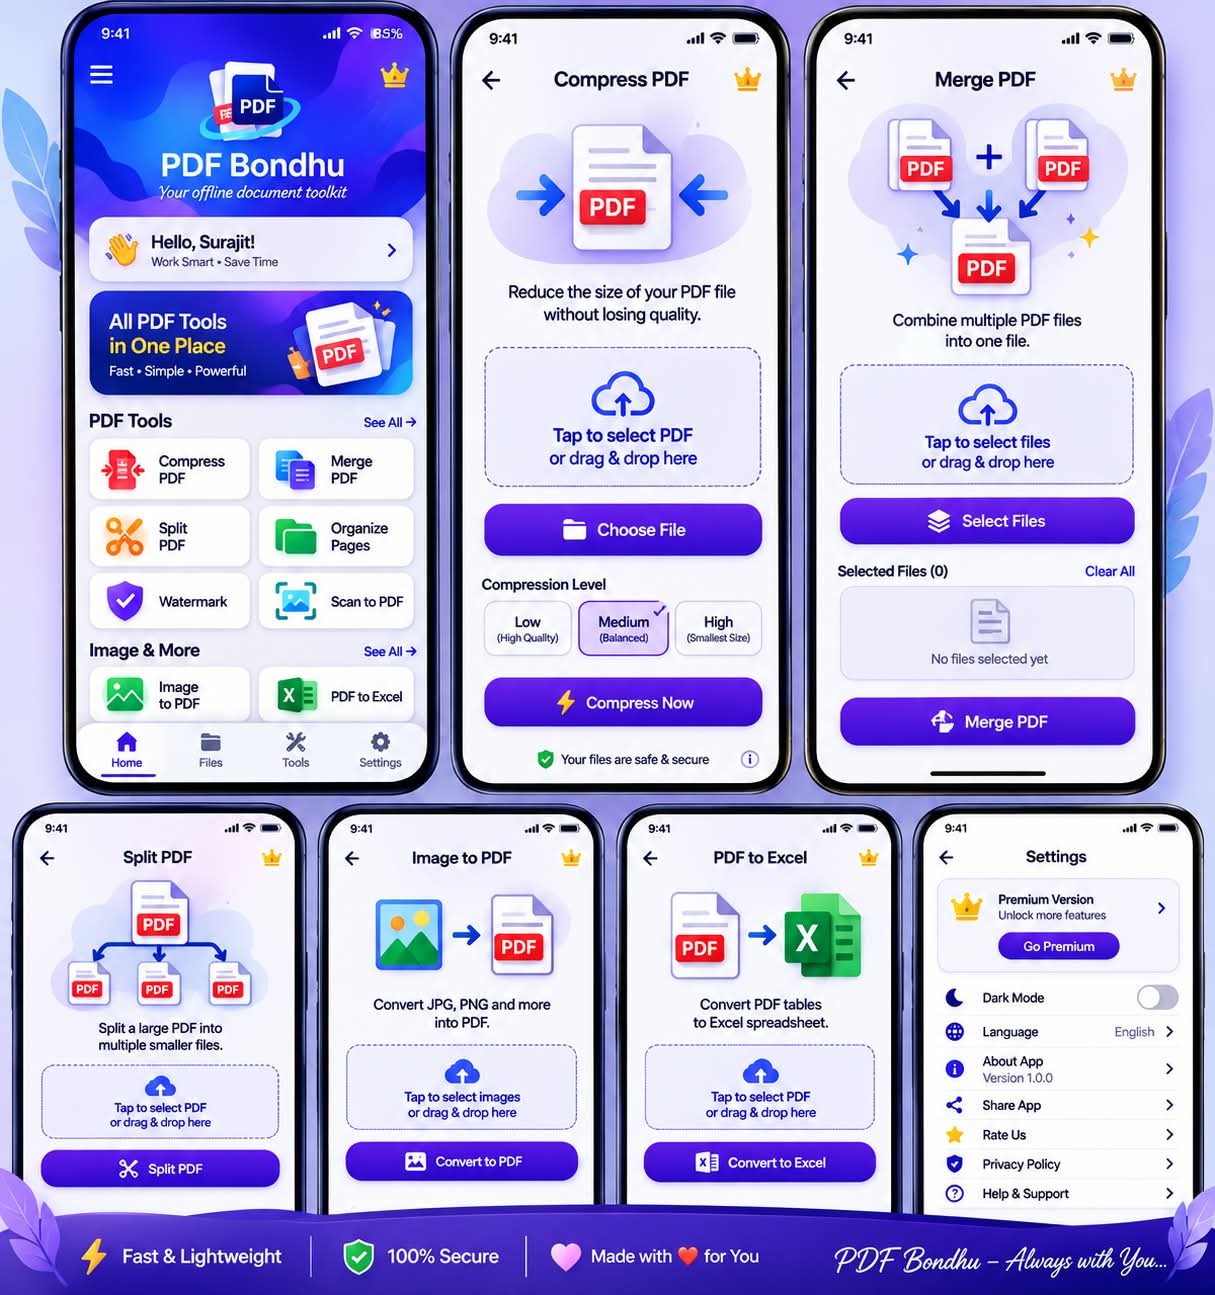 9:41
85%
PDF
PDF Bondhu
Your offline document toolkit
Hello, Surajit!
Work Smart • Save Time
All PDF Tools
in One Place
Fast • Simple • Powerful
PDF
PDF Tools
See All →
Compress
PDF
Merge
PDF
Split
PDF
Organize
Pages
Watermark
Scan to PDF
Image & More
See All →
Image
to PDF
X
PDF to Excel
Home
Files
Tools
Settings
9:41
Compress PDF
PDF
Reduce the size of your PDF file
without losing quality.
Tap to select PDF
or drag & drop here
Choose File
Compression Level
Low
(High Quality)
Medium
(Balanced)
High
(Smallest Size)
Compress Now
Your files are safe & secure
9:41
Merge PDF
PDF
+
PDF
PDF
Combine multiple PDF files
into one file.
Tap to select files
or drag & drop here
Select Files
Selected Files (0)
Clear All
No files selected yet
Merge PDF
9:41
Split PDF
PDF
PDF
PDF
PDF
Split a large PDF into
multiple smaller files.
Tap to select PDF
or drag & drop here
Split PDF
9:41
Image to PDF
PDF
Convert JPG, PNG and more
into PDF.
Tap to select images
or drag & drop here
Convert to PDF
9:41
PDF to Excel
PDF
X
Convert PDF tables
to Excel spreadsheet.
Tap to select PDF
or drag & drop here
X
Convert to Excel
9:41
Settings
Premium Version
Unlock more features
Go Premium
Dark Mode
Language
English
About App
Version 1.0.0
Share App
Rate Us
Privacy Policy
Help & Support
Fast & Lightweight
100% Secure
Made with ❤️ for You
PDF Bondhu – Always with You...